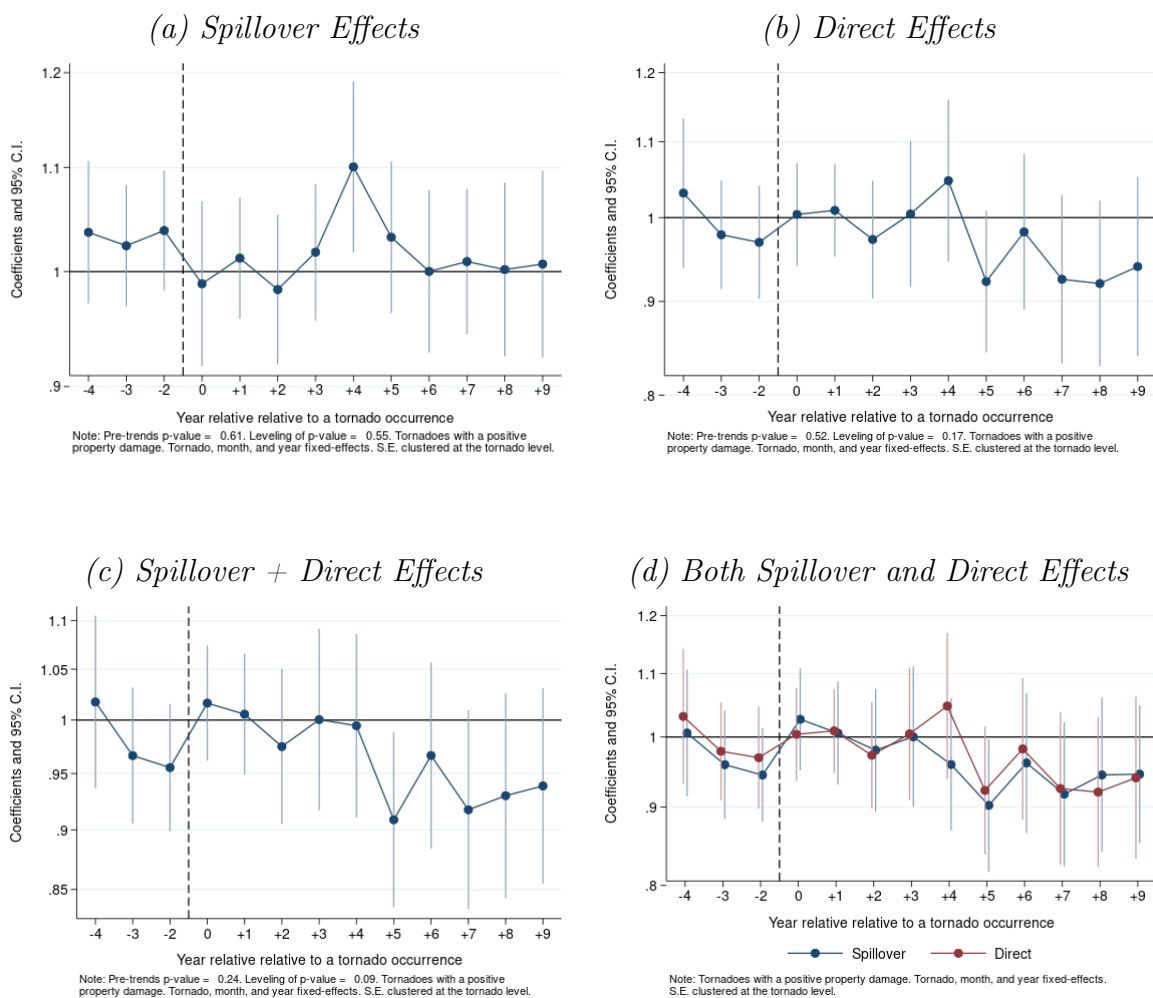 (a) Spillover Effects
Coefficients and 95% C.I.
1.2
1.1
1
.9
-4 -3 -2 0 +1 +2 +3 +4 +5 +6 +7 +8 +9
Year relative relative to a tornado occurrence
Note: Pre-trends p-value = 0.61. Leveling of p-value = 0.55. Tornadoes with a positive
property damage. Tornado, month, and year fixed-effects. S.E. clustered at the tornado level.
(b) Direct Effects
Coefficients and 95% C.I.
1.2
1.1
1
.9
.8
-4 -3 -2 0 +1 +2 +3 +4 +5 +6 +7 +8 +9
Year relative relative to a tornado occurrence
Note: Pre-trends p-value = 0.52. Leveling of p-value = 0.17. Tornadoes with a positive
property damage. Tornado, month, and year fixed-effects. S.E. clustered at the tornado level.
(c) Spillover + Direct Effects
Coefficients and 95% C.I.
1.1
1.05
1
.95
.9
.85
-4 -3 -2 0 +1 +2 +3 +4 +5 +6 +7 +8 +9
Year relative relative to a tornado occurrence
Note: Pre-trends p-value = 0.24. Leveling of p-value = 0.09. Tornadoes with a positive
property damage. Tornado, month, and year fixed-effects. S.E. clustered at the tornado level.
(d) Both Spillover and Direct Effects
Coefficients and 95% C.I.
1.2
1.1
1
.9
.8
-4 -3 -2 0 +1 +2 +3 +4 +5 +6 +7 +8 +9
Year relative relative to a tornado occurrence
Spillover Direct
Note: Tornadoes with a positive property damage. Tornado, month, and year fixed-effects.
S.E. clustered at the tornado level.